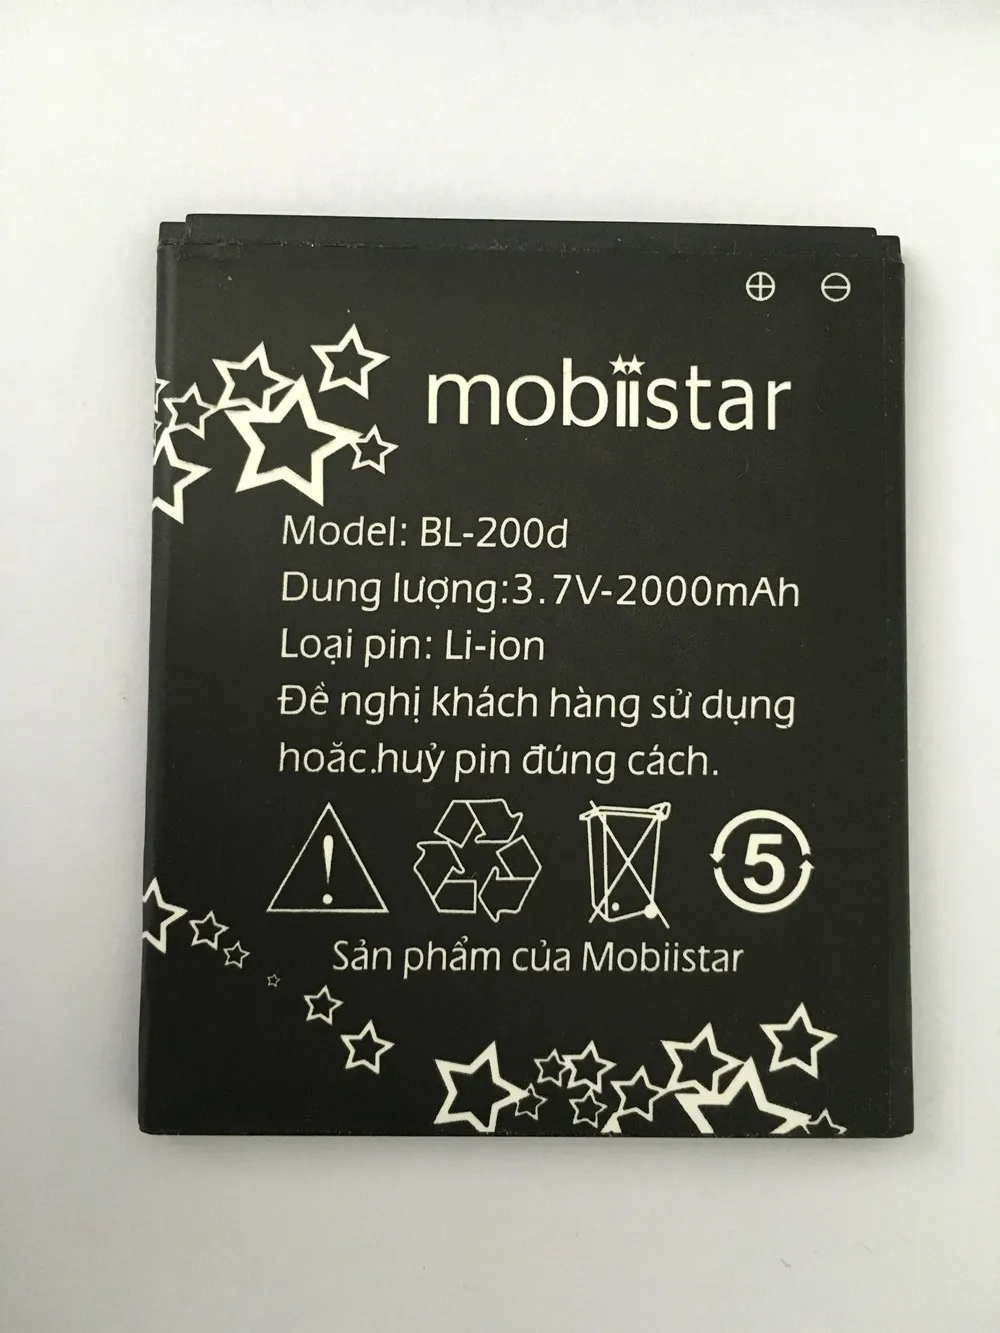 mobiistar
Model: BL-200d
Dung lượng:3.7V-2000mAh
Loại pin: Li-ion
Đề nghị khách hàng sử dụng
hoặc.huỷ pin đúng cách.
5
Sản phẩm của Mobiistar